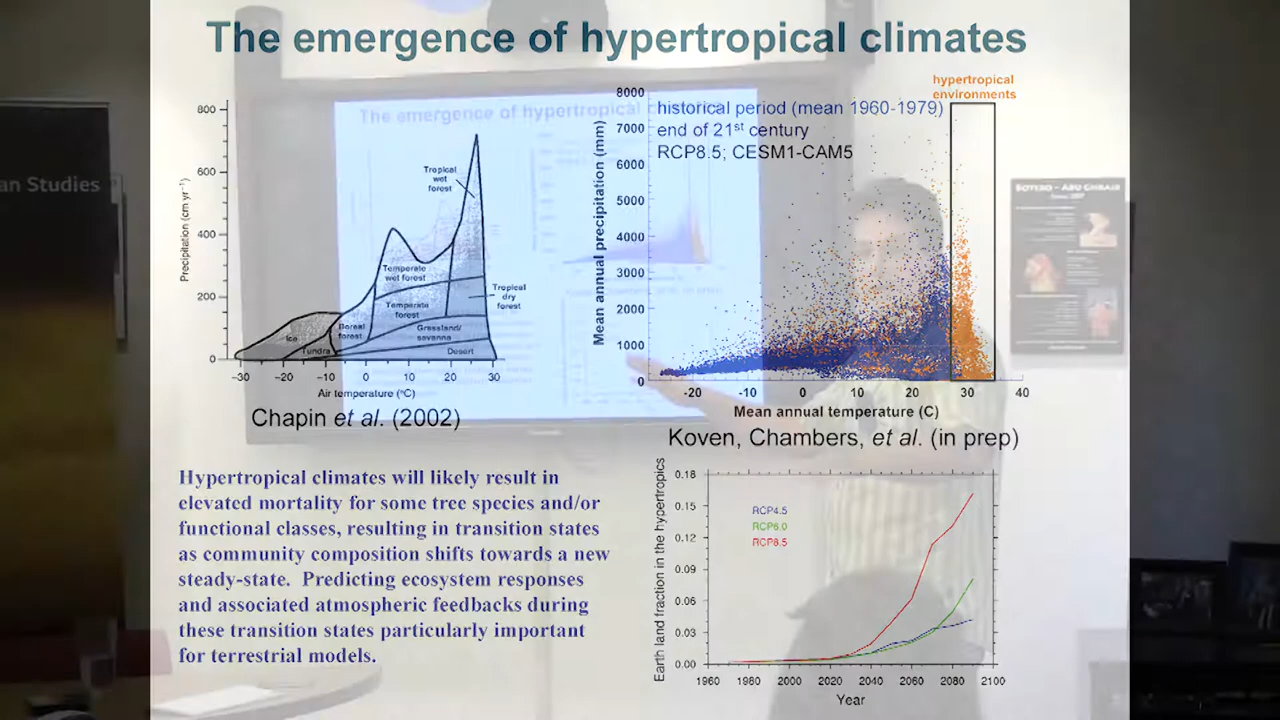 The emergence of hypertropical climates
an Studies
Precipitation (cm yr⁻¹)
800
600
400
200
0
−30
−20
−10
0
10
20
30
Air temperature (°C)
Tropical
wet
forest
Temperate
wet forest
Temperate
forest
Tropical
dry
forest
Boreal
forest
Grassland/
savanna
Ice
Tundra
Desert
Chapin et al. (2002)
hypertropical
environments
historical period (mean 1960-1979)
end of 21st century
RCP8.5; CESM1-CAM5
Mean annual precipitation (mm)
8000
7000
6000
5000
4000
3000
2000
1000
0
-20
-10
0
10
20
30
40
Mean annual temperature (C)
Koven, Chambers, et al. (in prep)
The emergence of hypertropical
BOTERO – ABU GHRAIB
Hypertropical climates will likely result in
elevated mortality for some tree species and/or
functional classes, resulting in transition states
as community composition shifts towards a new
steady-state. Predicting ecosystem responses
and associated atmospheric feedbacks during
these transition states particularly important
for terrestrial models.
Earth land fraction in the hypertropics
0.18
0.15
0.12
0.09
0.06
0.03
0.00
RCP4.5
RCP6.0
RCP8.5
1960
1980
2000
2020
2040
2060
2080
2100
Year